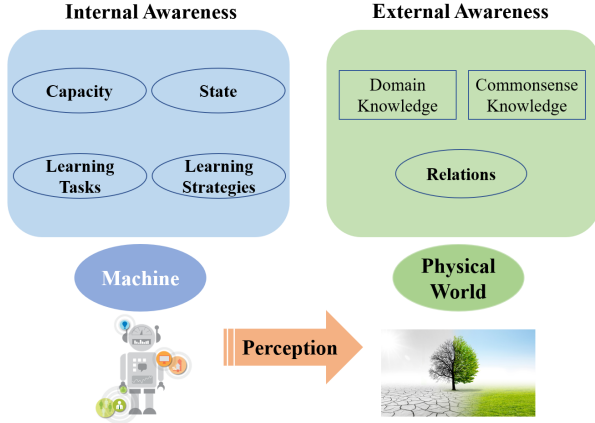 Internal Awareness
External Awareness
Capacity
State
Learning
Tasks
Learning
Strategies
Domain
Knowledge
Commonsense
Knowledge
Relations
Machine
Physical
World
Perception